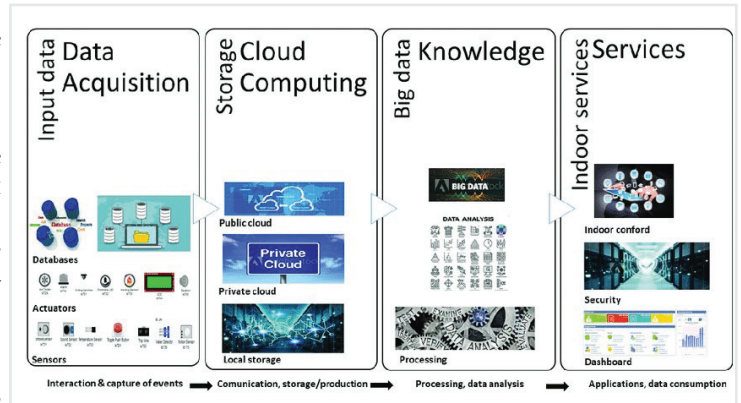 Input data
Data
Acquisition
Databases
Actuators
Sensors
Storage
Cloud
Computing
Public cloud
Private
Cloud
Private cloud
Local storage
Big data
Knowledge
BIG DATA
DATA ANALYSIS
Processing
Indoor services
Services
Indoor conford
Security
Dashboard
Interaction & capture of events
Comunication, storage/production
Processing, data analysis
Applications, data consumption